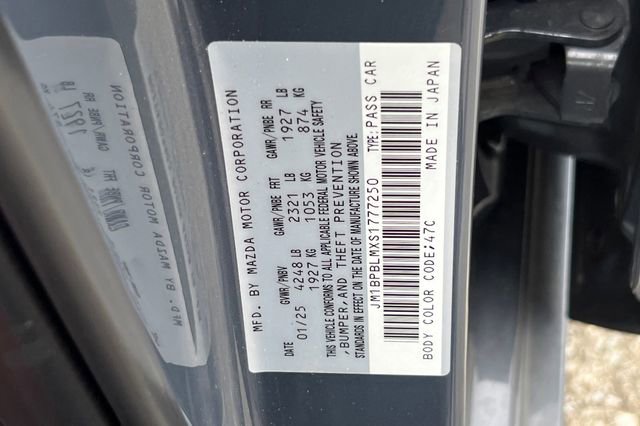 MFD. BY MAZDA MOTOR CORPORATION
DATE GVWR/PNBV GAWR/PNBE FRT GAWR/PNBE RR
01/25 4248 LB 2321 LB 1927 LB
1927 KG 1053 KG 874 KG
THIS VEHICLE CONFORMS TO ALL APPLICABLE FEDERAL MOTOR VEHICLE SAFETY
,BUMPER,AND THEFT PREVENTION
STANDARDS IN EFFECT ON THE DATE OF MANUFACTURE SHOWN ABOVE
JM1BPBLMXS1777250 TYPE:PASS CAR
BODY COLOR CODE;47C MADE IN JAPAN